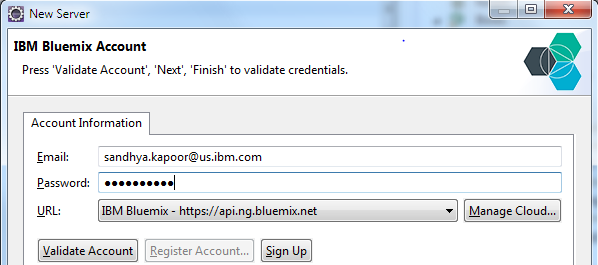 New Server
IBM Bluemix Account
Press 'Validate Account', 'Next', 'Finish' to validate credentials.
Account Information
Email: sandhya.kapoor@us.ibm.com
Password: ●●●●●●●●●●
URL: IBM Bluemix - https://api.ng.bluemix.net Manage Cloud...
Validate Account Register Account... Sign Up